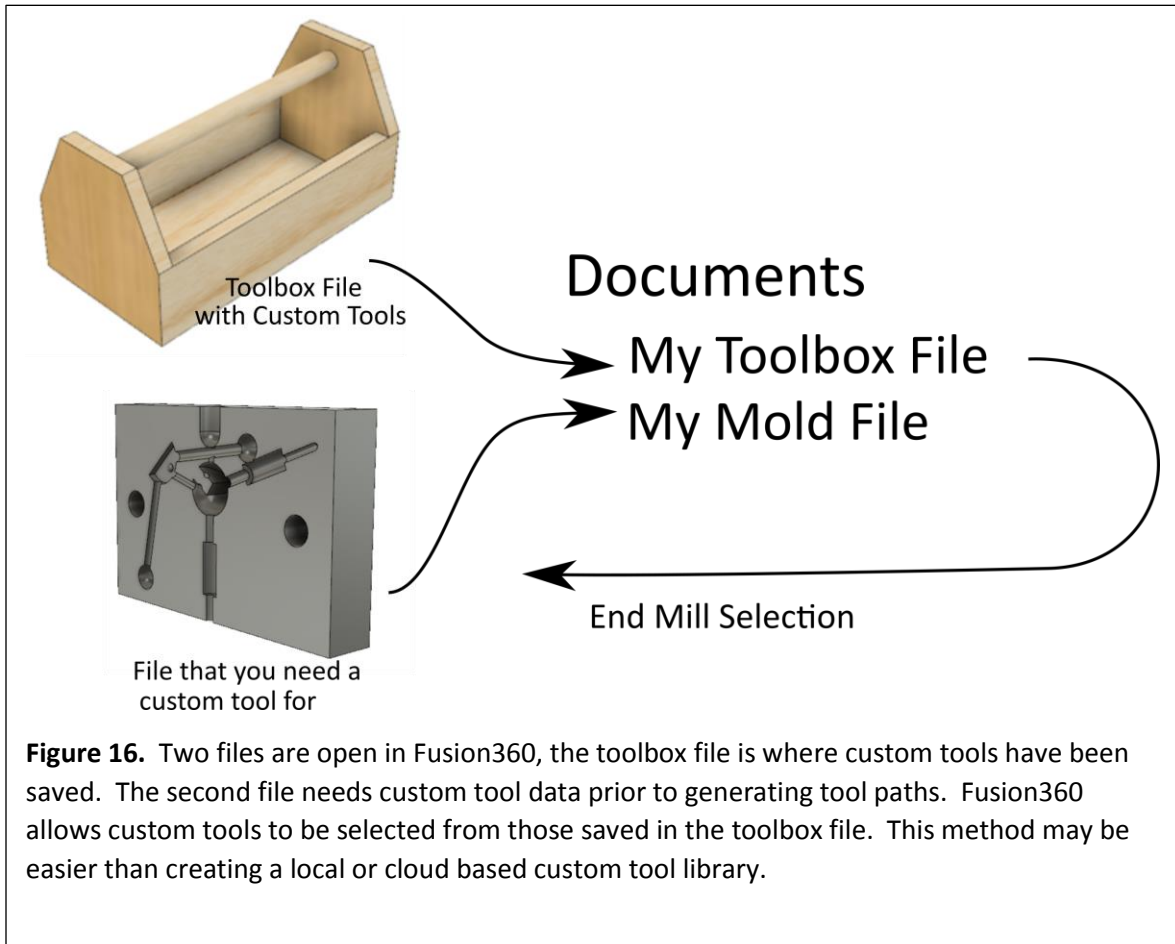 Toolbox File
with Custom Tools
Documents
My Toolbox File
My Mold File
End Mill Selection
File that you need a
custom tool for
Figure 16.  Two files are open in Fusion360, the toolbox file is where custom tools have been
saved.  The second file needs custom tool data prior to generating tool paths.  Fusion360
allows custom tools to be selected from those saved in the toolbox file.  This method may be
easier than creating a local or cloud based custom tool library.